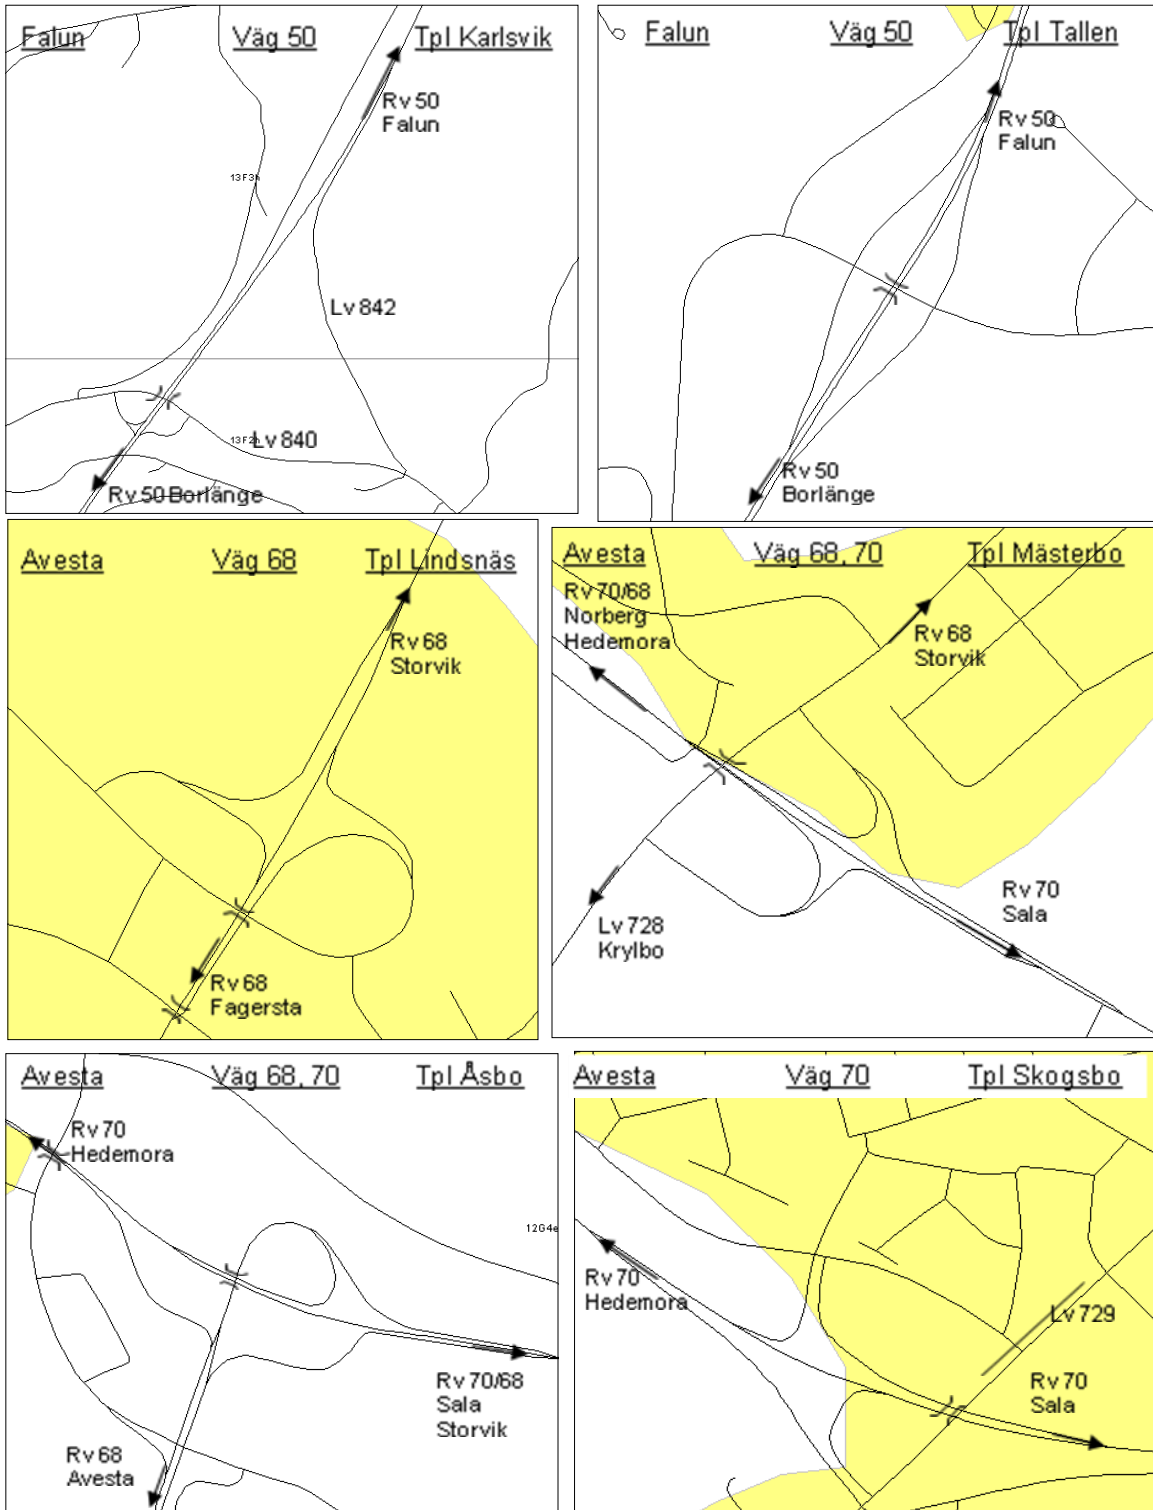 Falun Väg 50 Tpl Karlsvik
Rv 50
Falun
13F3h
Lv 842
13F2h
Lv 840
Rv 50 Borlänge
Falun Väg 50 Tpl Tallen
Rv 50
Falun
Rv 50
Borlänge
Avesta Väg 68 Tpl Lindsnäs
Rv 68
Storvik
Rv 68
Fagersta
Avesta Väg 68, 70 Tpl Mästerbo
Rv 70/68
Norberg
Hedemora
Rv 68
Storvik
Rv 70
Sala
Lv 728
Krylbo
Avesta Väg 68, 70 Tpl Åsbo
Rv 70
Hedemora
12G4e
Rv 70/68
Sala
Storvik
Rv 68
Avesta
Avesta Väg 70 Tpl Skogsbo
Rv 70
Hedemora
Lv 729
Rv 70
Sala